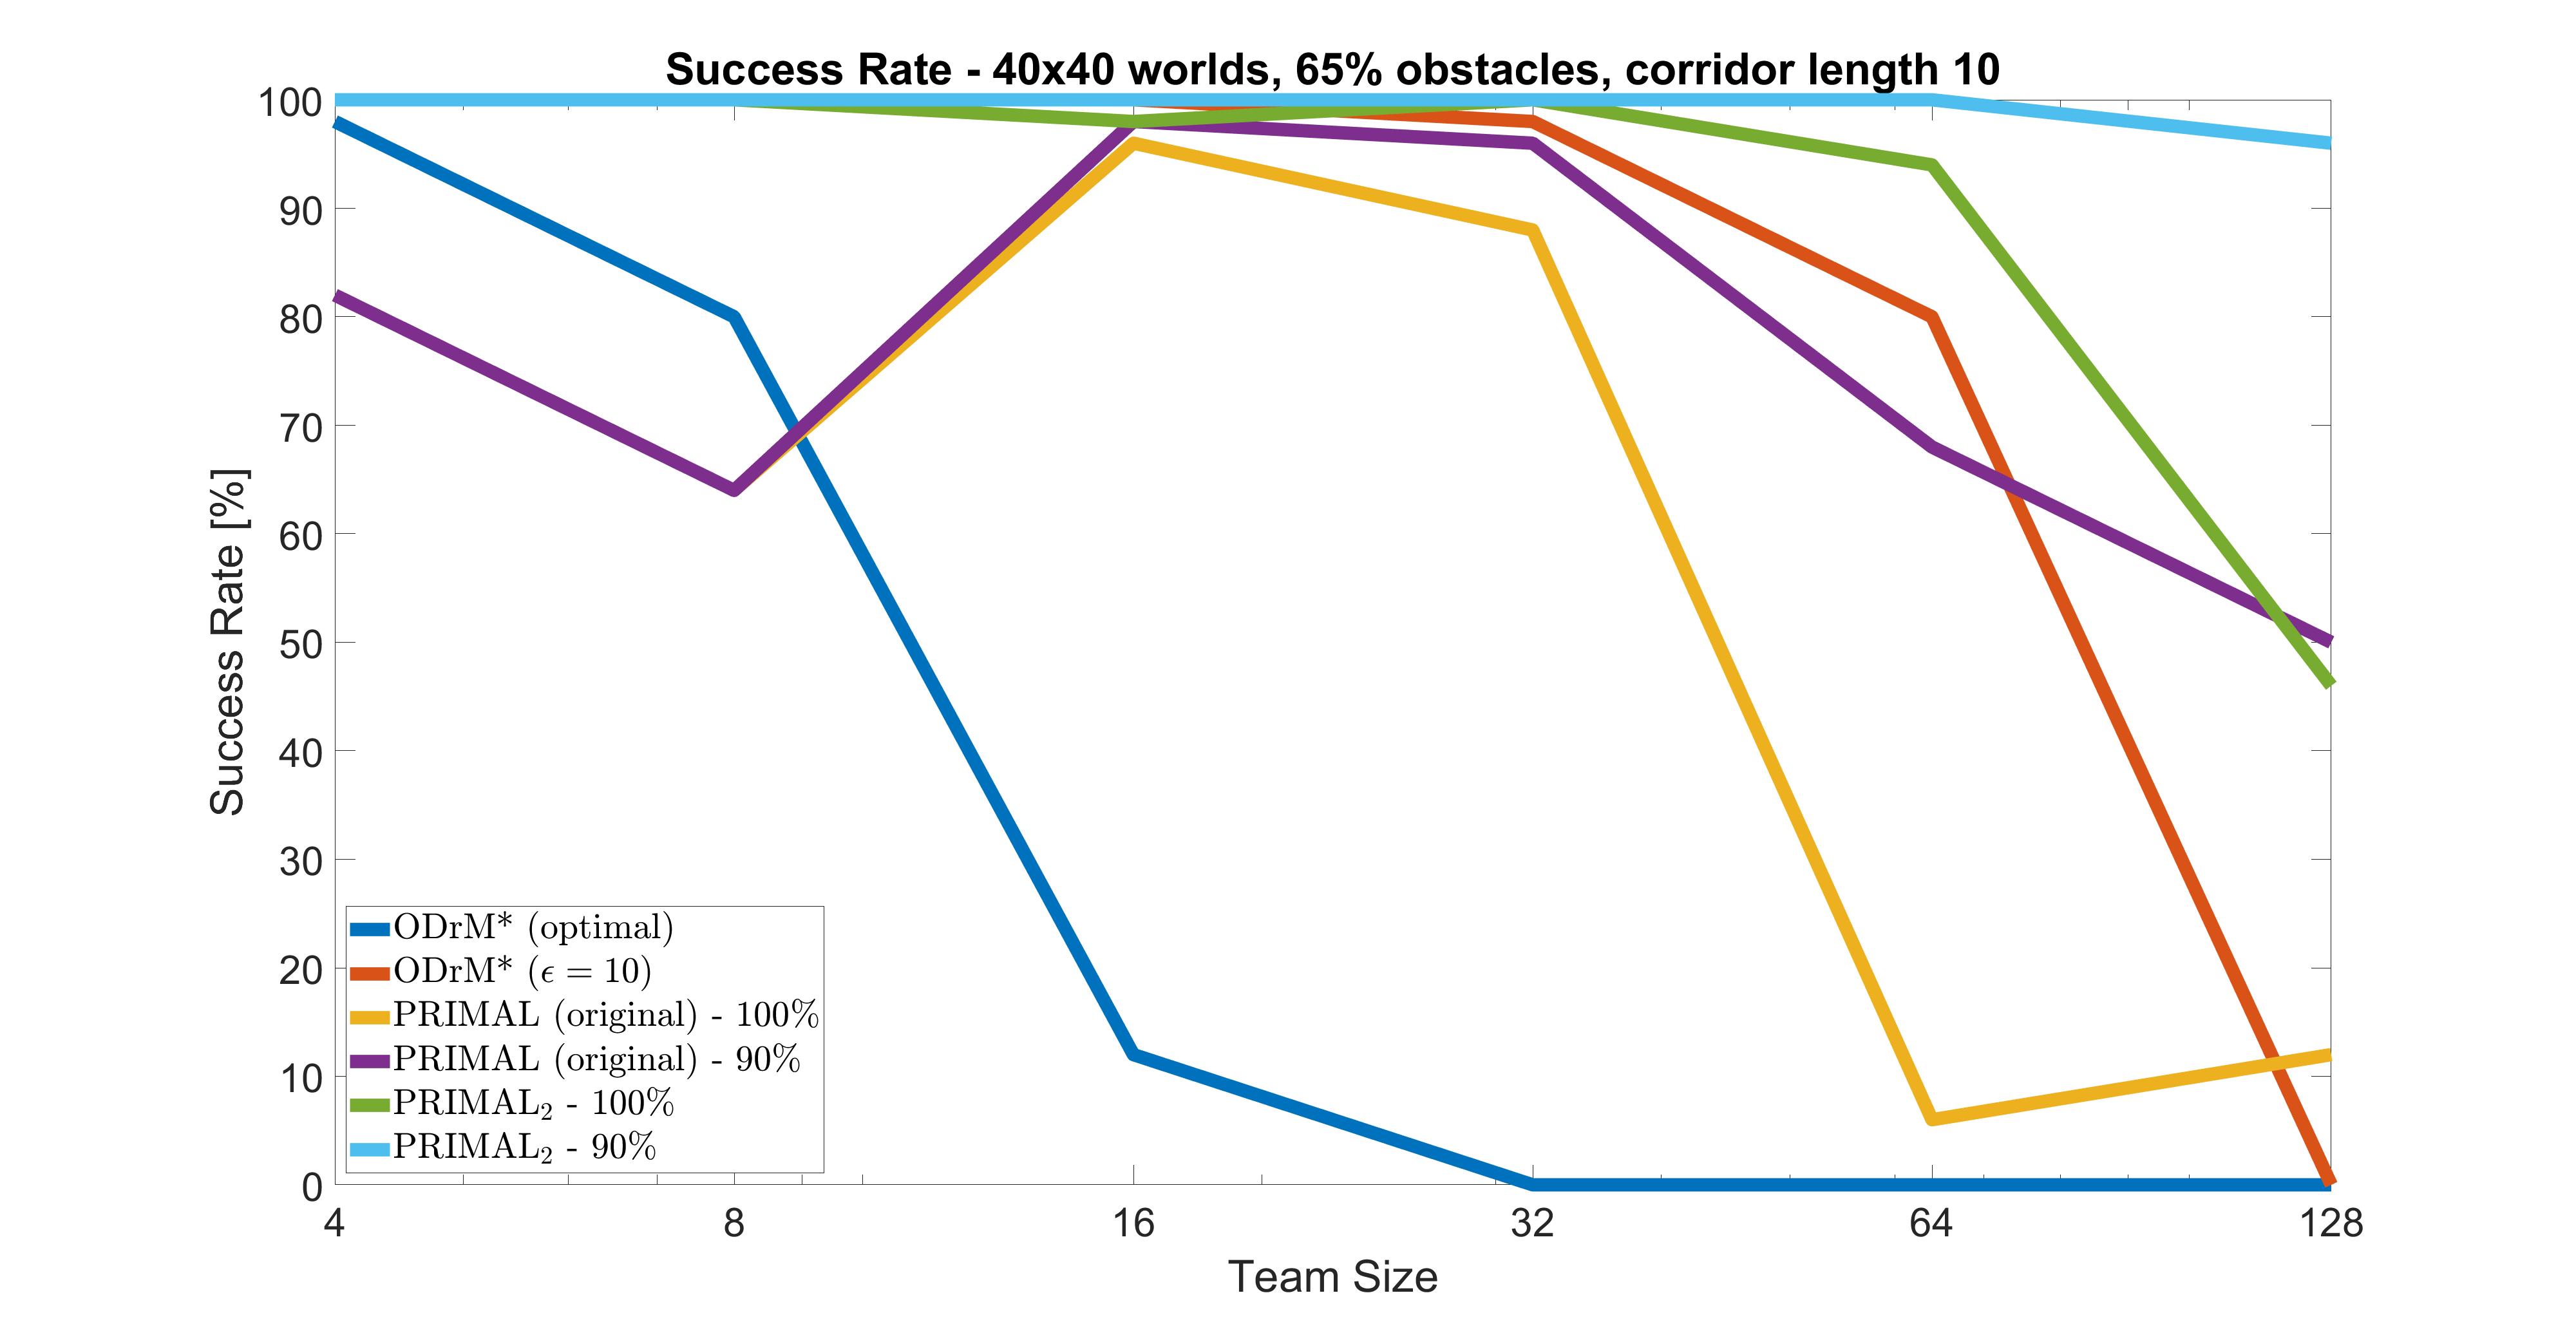 Success Rate - 40x40 worlds, 65% obstacles, corridor length 10
Success Rate [%]
100
90
80
70
60
50
40
30
20
10
0
ODrM* (optimal)
ODrM* (ϵ = 10)
PRIMAL (original) - 100%
PRIMAL (original) - 90%
PRIMAL₂ - 100%
PRIMAL₂ - 90%
4 8 16 32 64 128
Team Size